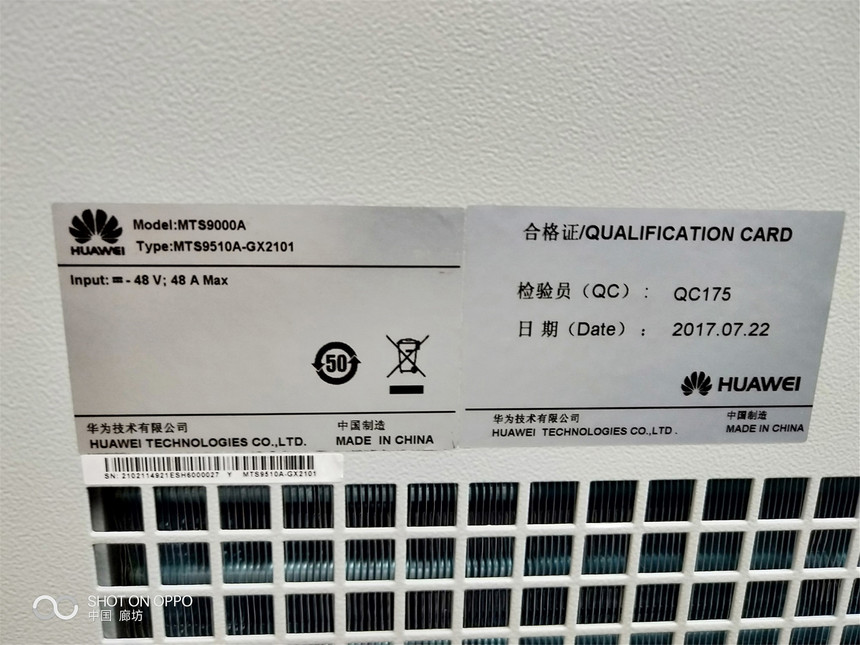 HUAWEI
Model:MTS9000A
Type:MTS9510A-GX2101
Input: ⎓ - 48 V; 48 A Max
50
华为技术有限公司
中国制造
HUAWEI TECHNOLOGIES CO.,LTD.
MADE IN CHINA
SN: 2102114921ESH6000027 Y MTS9510A-GX2101
合格证/QUALIFICATION CARD
检验员（QC）: QC175
日 期（Date）: 2017.07.22
HUAWEI
华为技术有限公司
中国制造
HUAWEI TECHNOLOGIES CO.,LTD.
MADE IN CHINA
SHOT ON OPPO
中国 廊坊